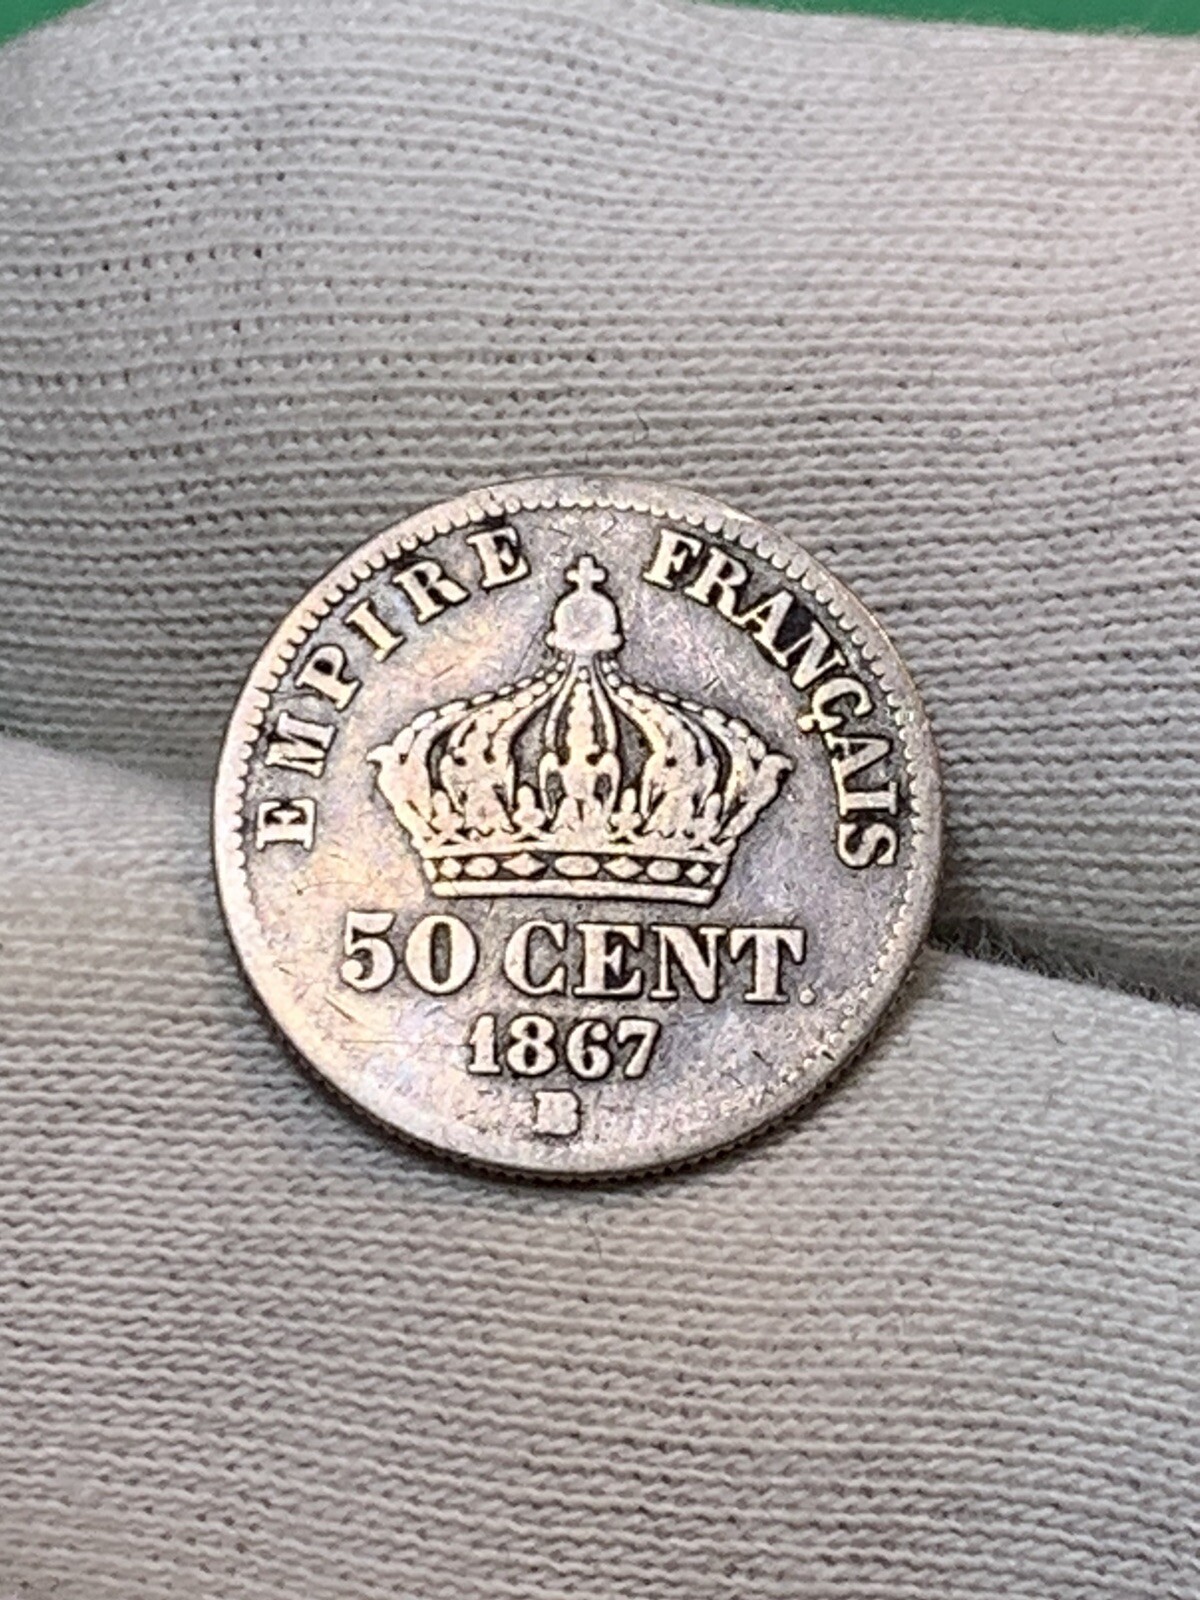 EMPIRE FRANÇAIS
50 CENT.
1867
BB